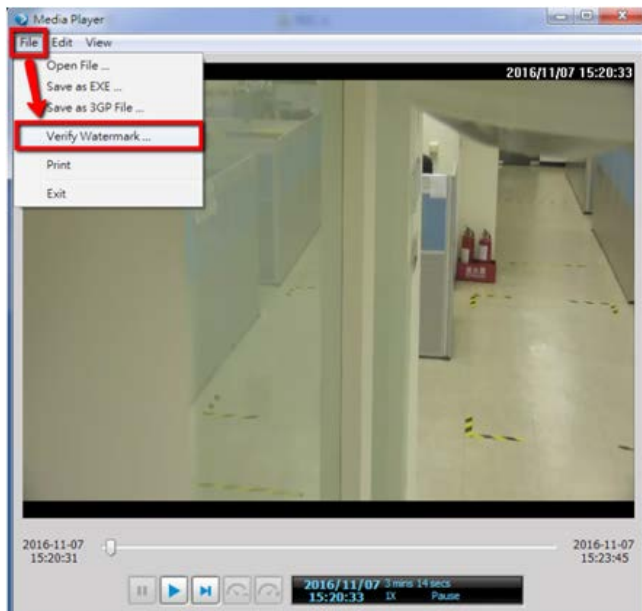 Media Player
File Edit View
Open File ...
Save as EXE ...
Save as 3GP File ...
Verify Watermark ...
Print
Exit
2016/11/07 15:20:33
2016-11-07
15:20:31
2016-11-07
15:23:45
2016/11/07 3 mins 14 secs
15:20:33 1X Pause